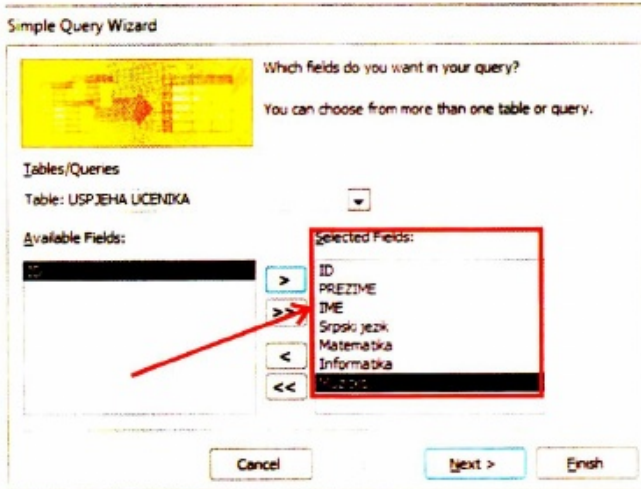 Simple Query Wizard
Which fields do you want in your query?
You can choose from more than one table or query.
Tables/Queries
Table: USPJEHA UCENIKA
Available Fields:
Selected Fields:
ID
>
ID
PREZIME
>>
IME
Srpski jezik
Matematika
<
Informatika
<<
Cancel
Next >
Finish